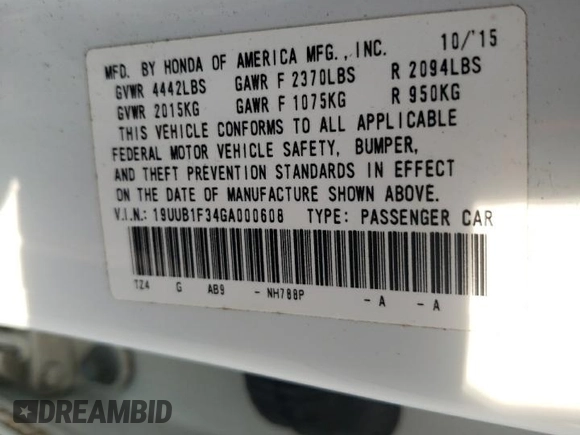 MFD. BY HONDA OF AMERICA MFG., INC. 10/'15
GVWR 4442LBS GAWR F 2370LBS R 2094LBS
GVWR 2015KG GAWR F 1075KG R 950KG
THIS VEHICLE CONFORMS TO ALL APPLICABLE
FEDERAL MOTOR VEHICLE SAFETY, BUMPER,
AND THEFT PREVENTION STANDARDS IN EFFECT
ON THE DATE OF MANUFACTURE SHOWN ABOVE.
V.I.N.: 19UUB1F34GA000608 TYPE: PASSENGER CAR
TZ4 G AB9 - NH788P - A - A
DREAMBID